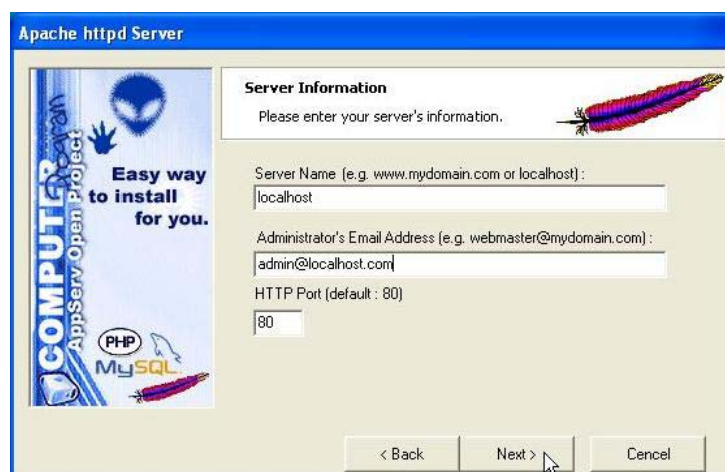 Apache httpd Server
COMPUTER
Program
AppServ Open Project
Easy way
to install
for you.
PHP
MySQL
Server Information
Please enter your server's information.
Server Name (e.g. www.mydomain.com or localhost) :
localhost
Administrator's Email Address (e.g. webmaster@mydomain.com) :
admin@localhost.com
HTTP Port (default : 80)
80
< Back
Next >
Cencel